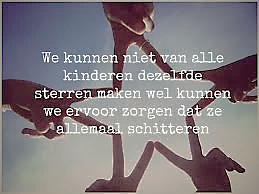 We kunnen niet van alle
kinderen dezelfde
sterren maken wel kunnen
we ervoor zorgen dat ze
allemaal schitteren